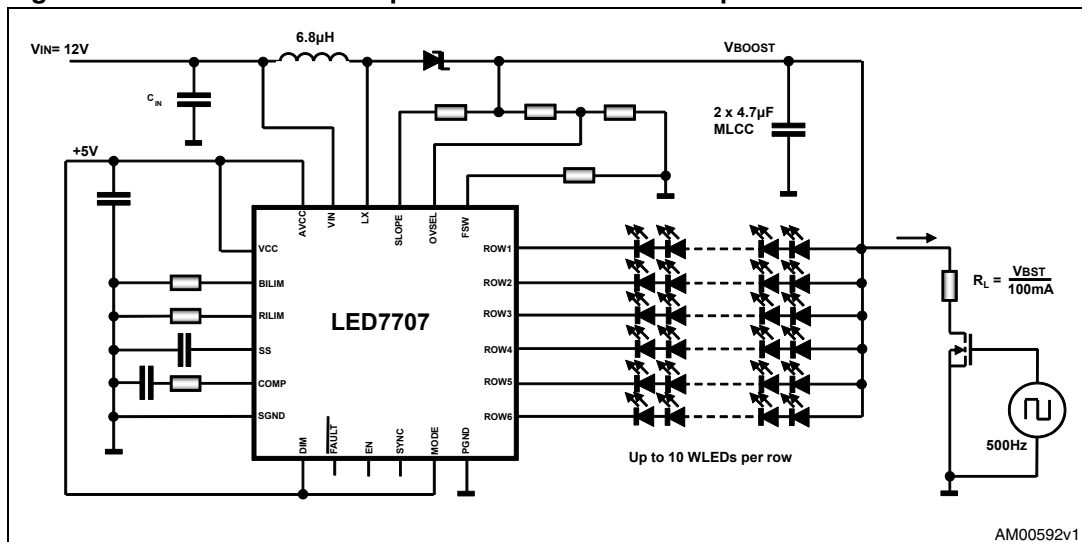 VIN= 12V
6.8µH
VBOOST
CIN
2 x 4.7µF
MLCC
+5V
AVCC
VIN
LX
SLOPE
OVSEL
FSW
VCC
BILIM
RILIM
SS
COMP
SGND
LED7707
ROW1
ROW2
ROW3
ROW4
ROW5
ROW6
DIM
FAULT
EN
SYNC
MODE
PGND
Up to 10 WLEDs per row
RL = VBST
100mA
500Hz
AM00592v1